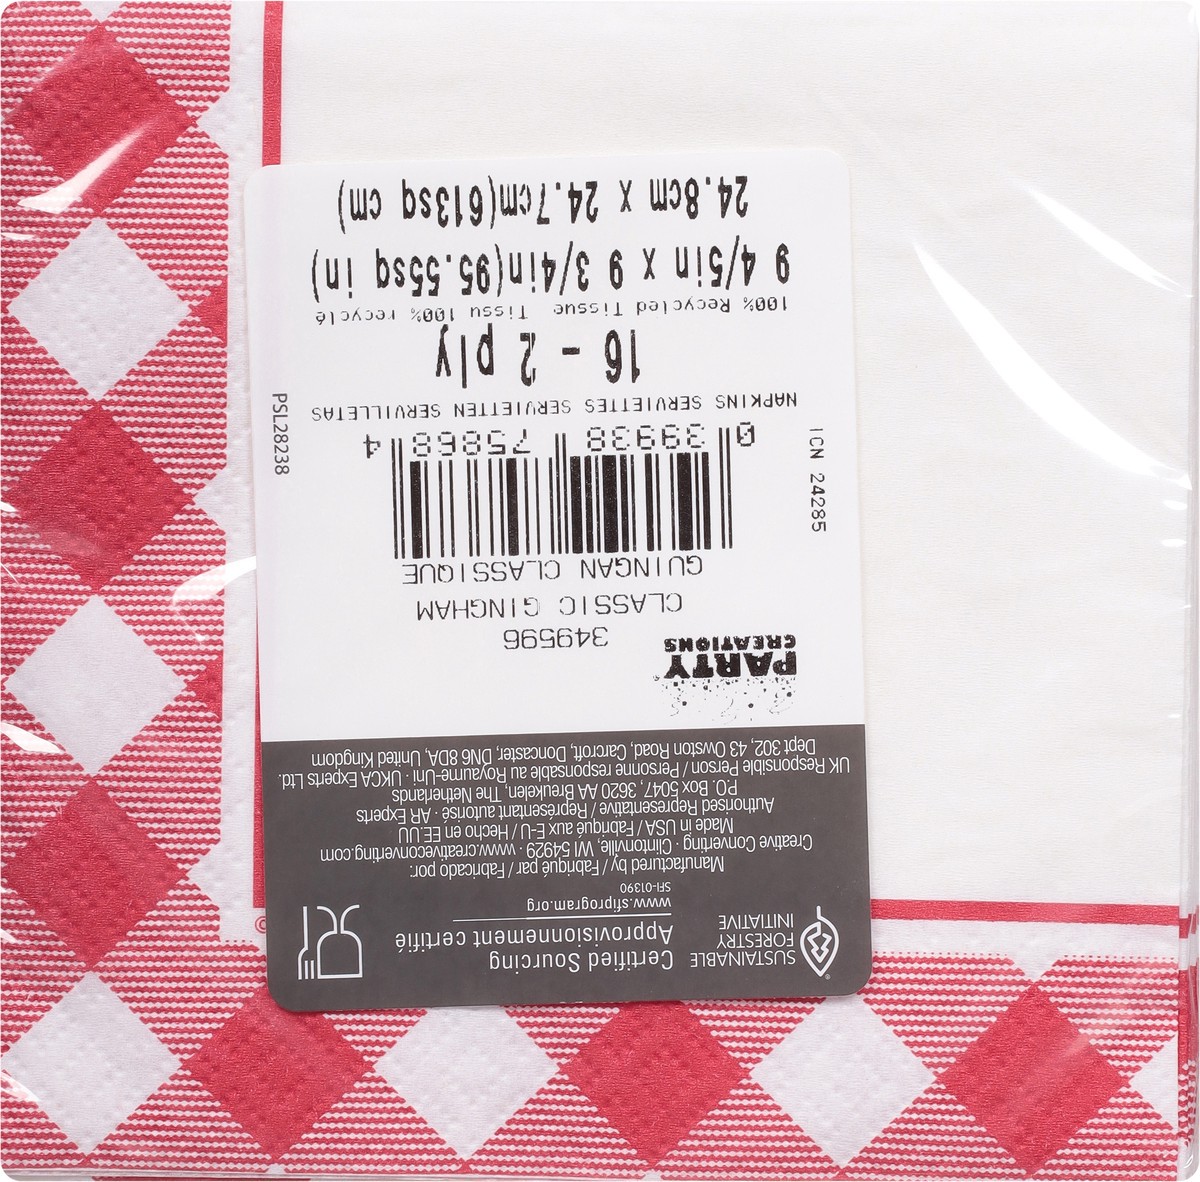 ®
SUSTAINABLE
FORESTRY
INITIATIVE
Certified Sourcing
Approvisionnement certifié
www.sfiprogram.org
SFI-01390
Manufactured by / Fabriqué par / Fabricado por:
Creative Converting · Clintonville, WI 54929 · www.creativeconverting.com
Made in USA / Fabriqué aux É-U / Hecho en EE.UU
Authorised Representative / Représentant autorisé · AR Experts
P.O. Box 5047, 3620 AA Breukelen, The Netherlands
UK Responsible Person / Personne responsable au Royaume-Uni · UKCA Experts Ltd.
Dept 302, 43 Owston Road, Carcroft, Doncaster, DN6 8DA, United Kingdom
PARTY
CREATIONS
349596
CLASSIC GINGHAM
GUINGAN CLASSIQUE
0 39938 75868 4
NAPKINS SERVIETTES SERVIETTEN SERVILLETAS
16 - 2 ply
100% Recycled Tissue Tissu 100% recyclé
9 4/5in x 9 3/4in(95.55sq in)
24.8cm x 24.7cm(613sq cm)
ICN 24285
PSL28238
©